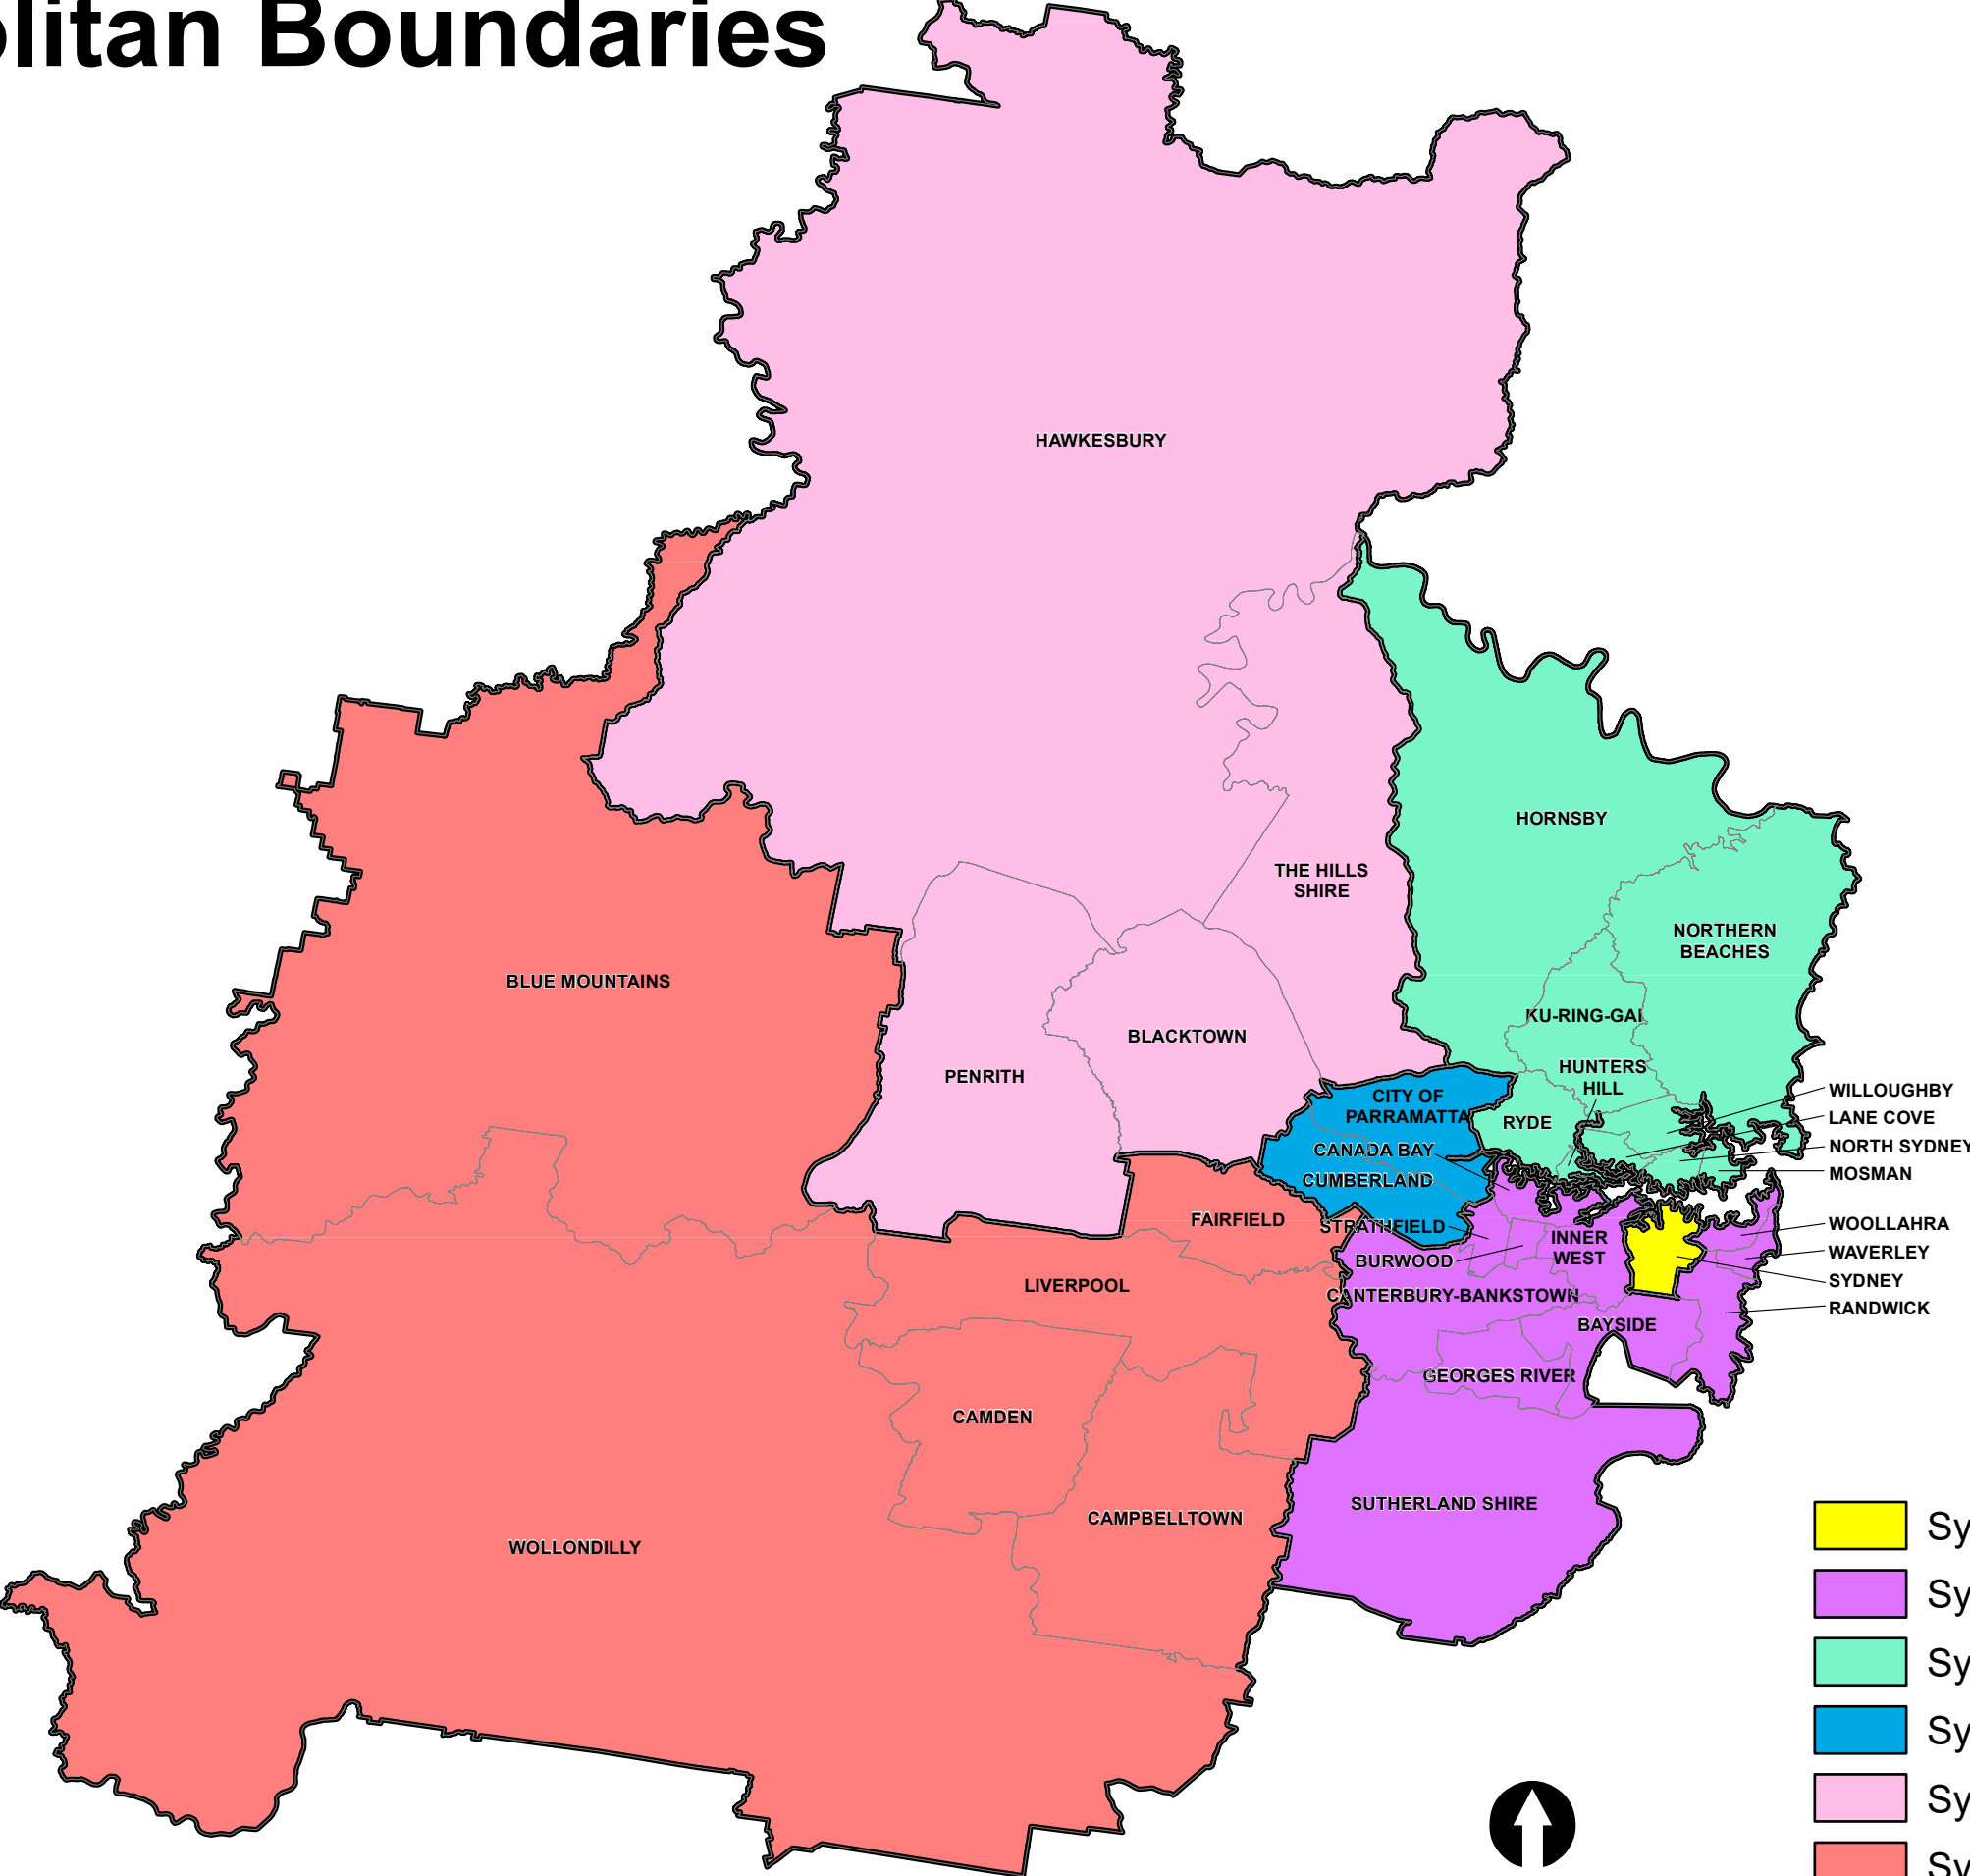 olitan Boundaries
HAWKESBURY
HORNSBY
THE HILLS
SHIRE
NORTHERN
BEACHES
BLUE MOUNTAINS
KU-RING-GAI
BLACKTOWN
HUNTERS
HILL
PENRITH
WILLOUGHBY
CITY OF
PARRAMATTA
LANE COVE
RYDE
NORTH SYDNEY
CANADA BAY
MOSMAN
CUMBERLAND
FAIRFIELD
STRATHFIELD
WOOLLAHRA
INNER
WEST
WAVERLEY
BURWOOD
SYDNEY
LIVERPOOL
CANTERBURY-BANKSTOWN
RANDWICK
BAYSIDE
GEORGES RIVER
CAMDEN
SUTHERLAND SHIRE
CAMPBELLTOWN
WOLLONDILLY
Sy
Sy
Sy
Sy
Sy
Sy